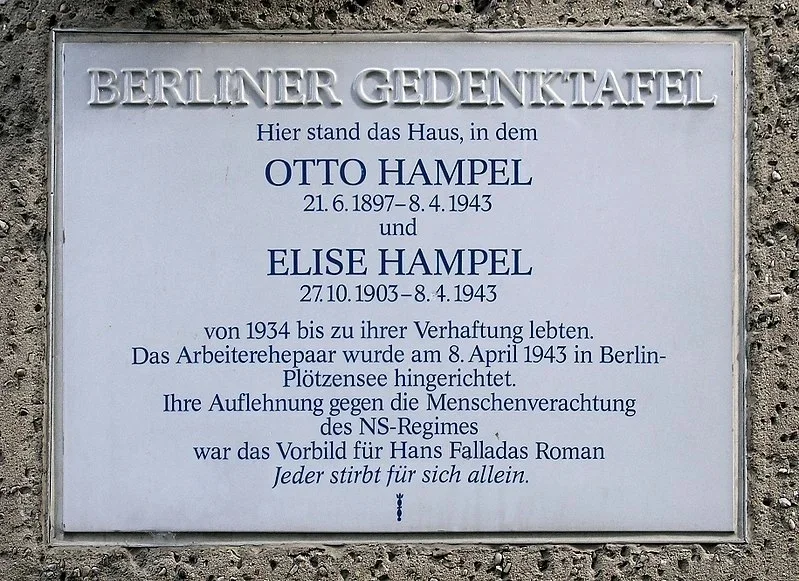 BERLINER GEDENKTAFEL
Hier stand das Haus, in dem
OTTO HAMPEL
21. 6. 1897 – 8. 4. 1943
und
ELISE HAMPEL
27. 10. 1903 – 8. 4. 1943
von 1934 bis zu ihrer Verhaftung lebten.
Das Arbeiterehepaar wurde am 8. April 1943 in Berlin-
Plötzensee hingerichtet.
Ihre Auflehnung gegen die Menschenverachtung
des NS-Regimes
war das Vorbild für Hans Falladas Roman
Jeder stirbt für sich allein.